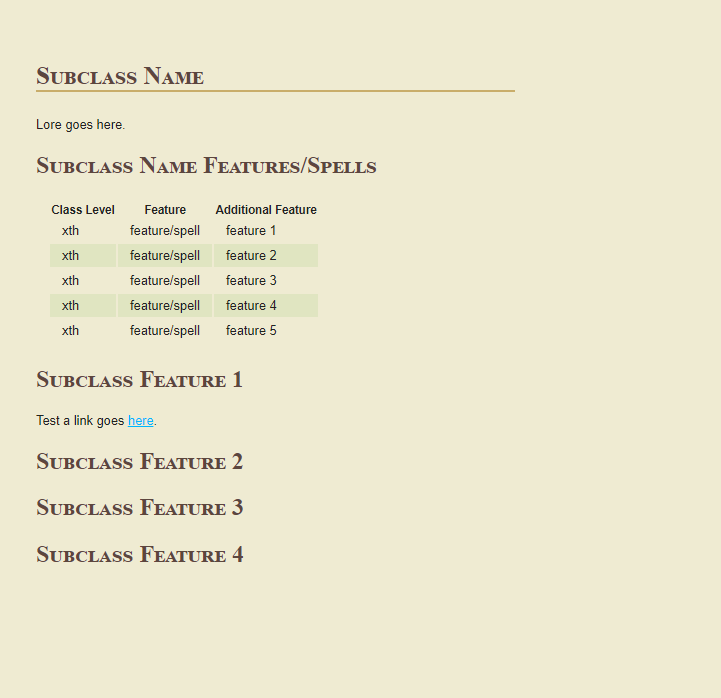 Subclass Name
Lore goes here.
Subclass Name Features/Spells
Class Level Feature Additional Feature
xth feature/spell feature 1
xth feature/spell feature 2
xth feature/spell feature 3
xth feature/spell feature 4
xth feature/spell feature 5
Subclass Feature 1
Test a link goes here.
Subclass Feature 2
Subclass Feature 3
Subclass Feature 4